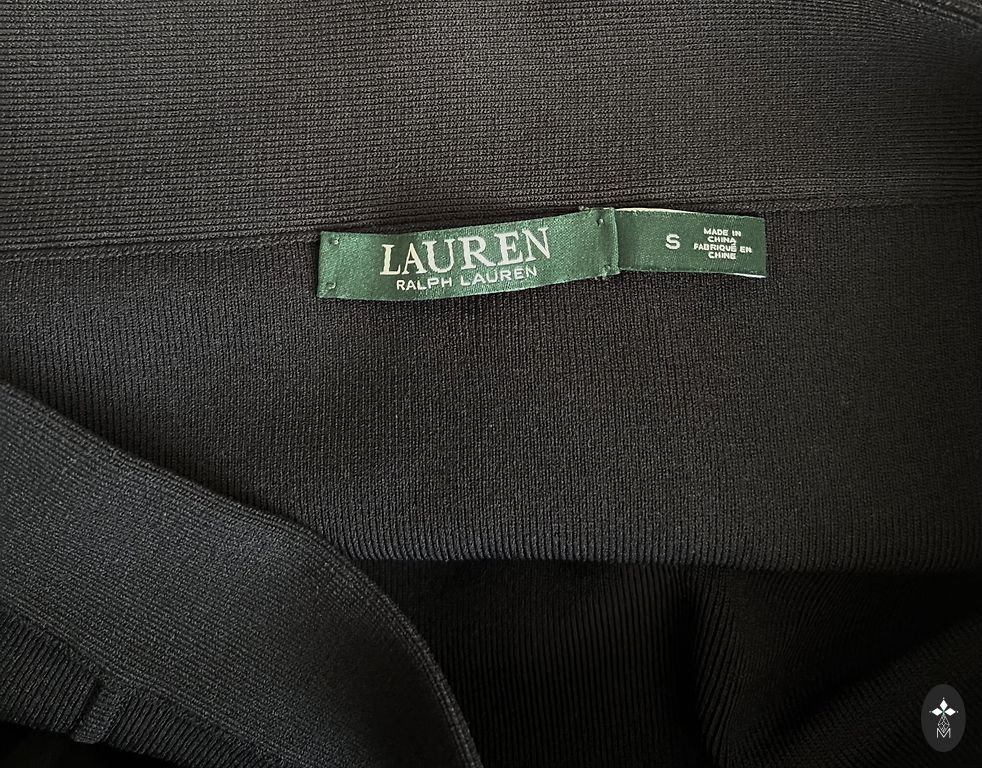 LAUREN
RALPH LAUREN
S
MADE IN
CHINA
FABRIQUÉ EN
CHINE
M